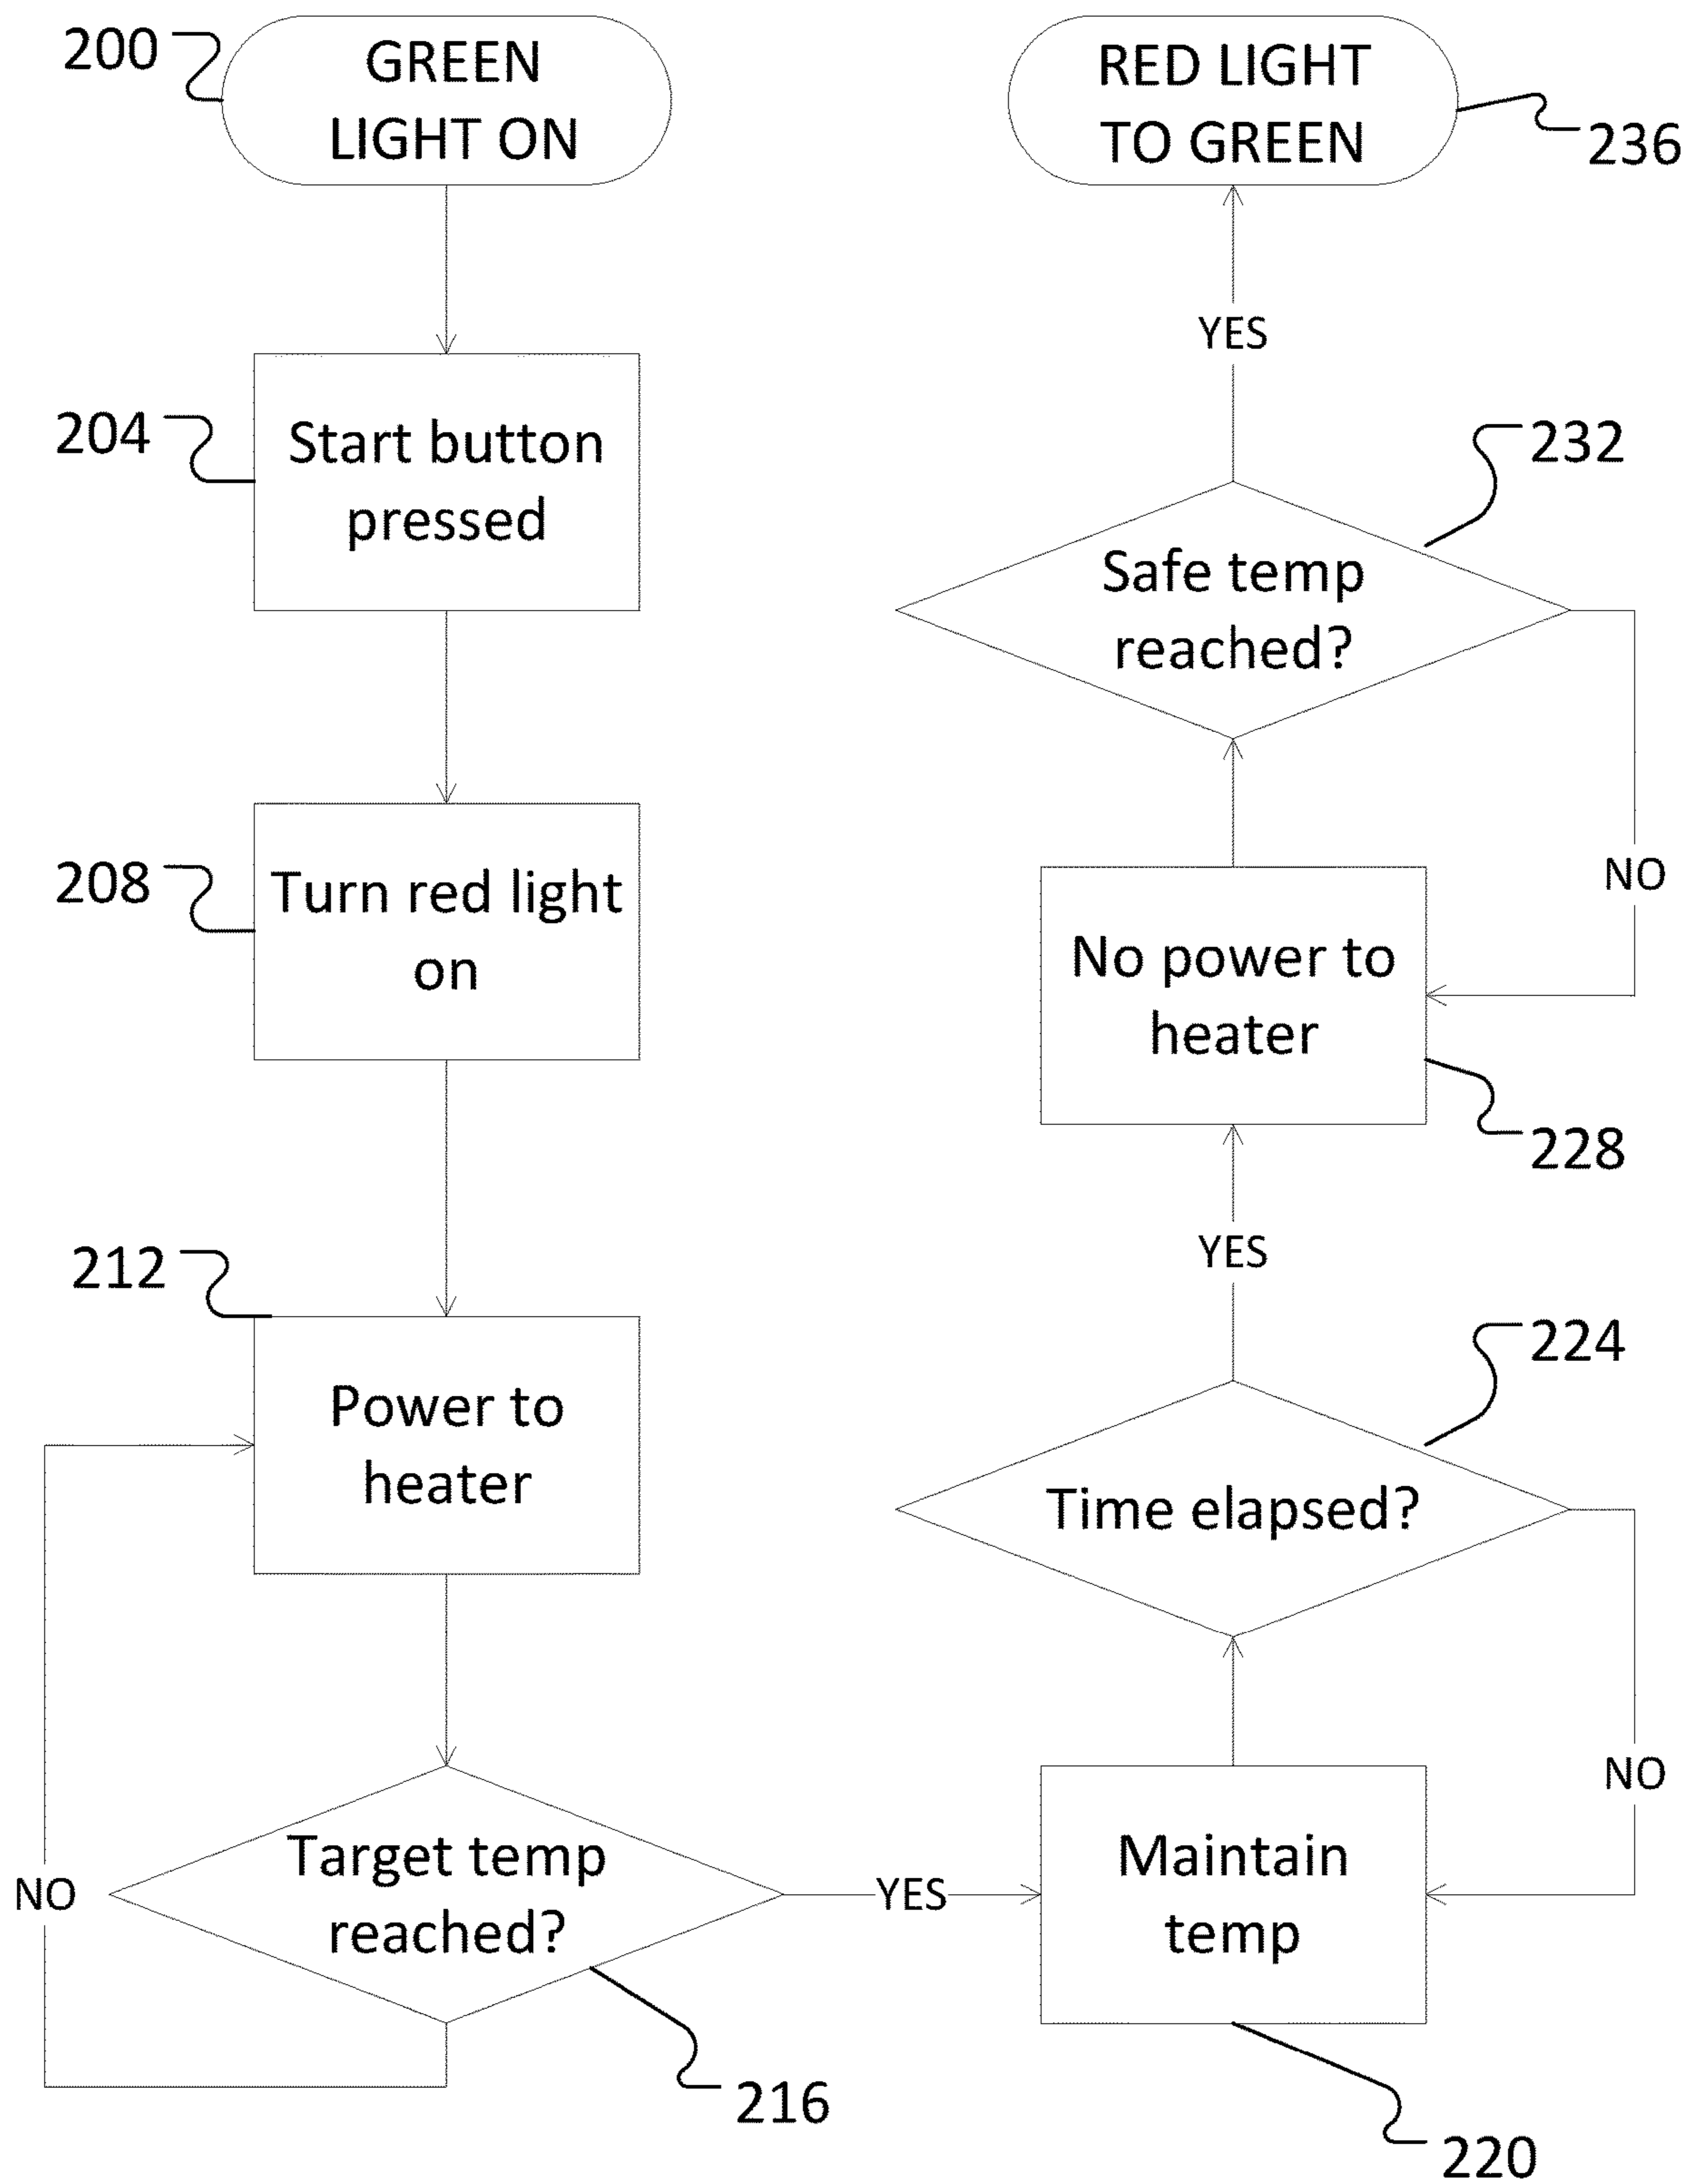 200
GREEN
LIGHT ON
204
Start button
pressed
208
Turn red light
on
212
Power to
heater
NO
Target temp
reached?
216
YES
Maintain
temp
220
NO
Time elapsed?
224
YES
No power to
heater
228
NO
Safe temp
reached?
232
YES
RED LIGHT
TO GREEN
236